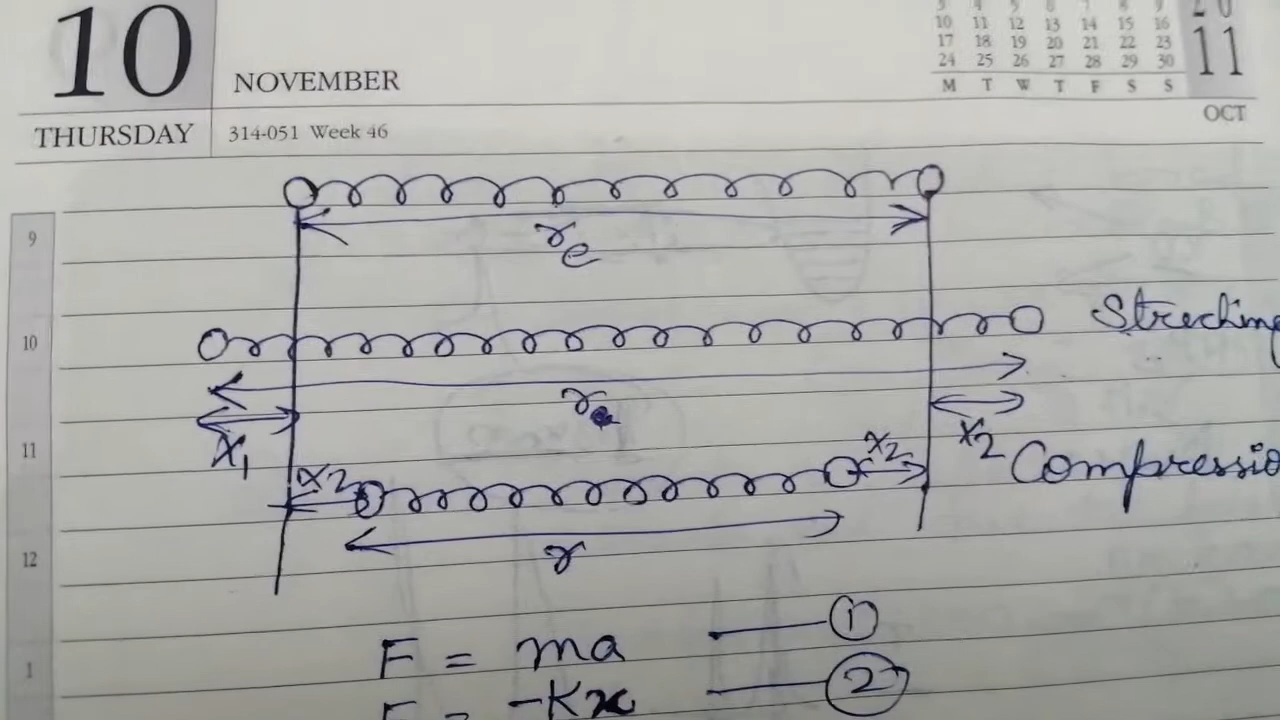 10
NOVEMBER
THURSDAY
314-051 Week 46
10 11 12 13 14 15 16
17 18 19 20 21 22 23
24 25 26 27 28 29 30
M T W T F S S
11
OCT
9
re
10
Streching
r
x1
x2
11
x2
x2
Compressio
12
r
1
F = ma ①
F = -Kx ②